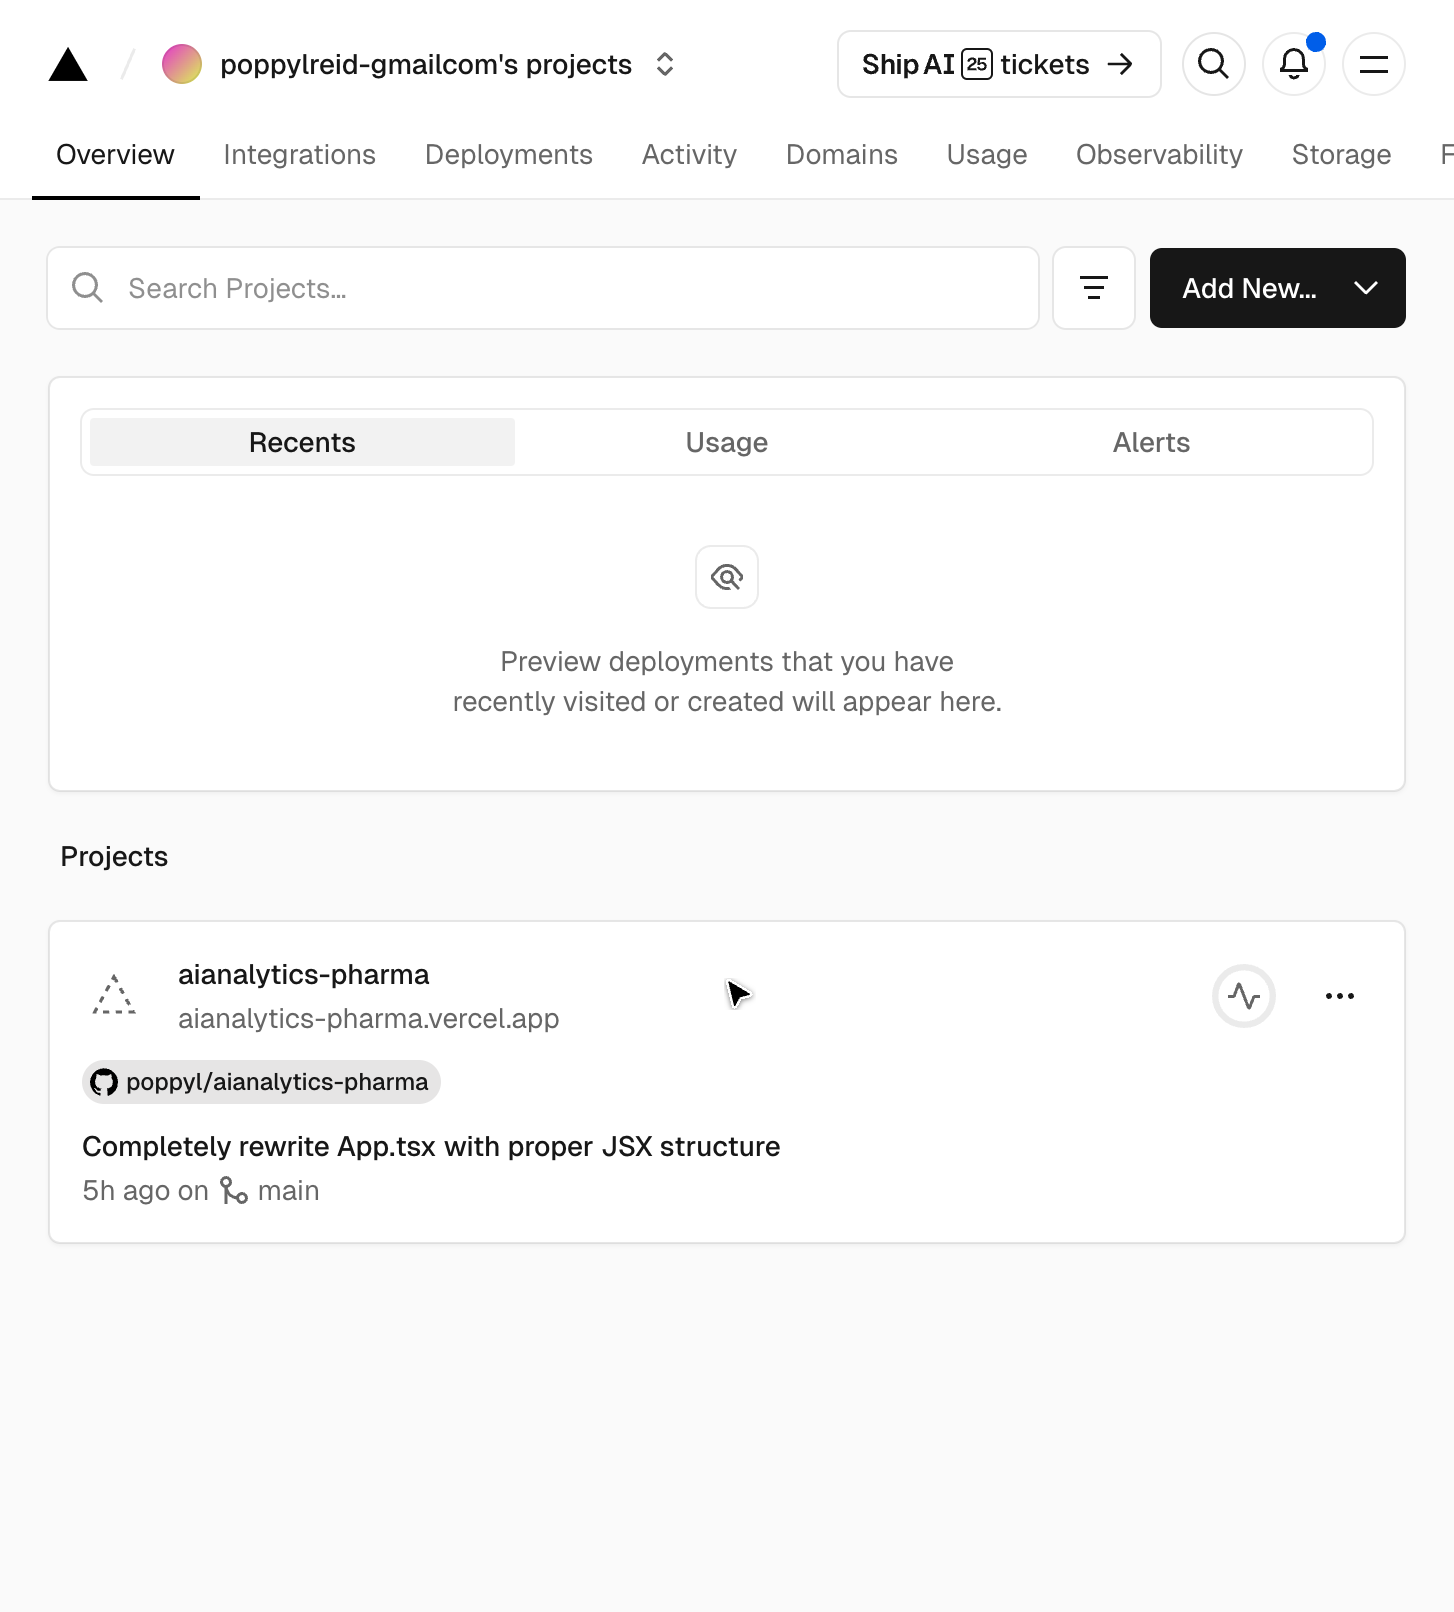 poppylreid-gmailcom's projects
Ship AI 25 tickets
Overview Integrations Deployments Activity Domains Usage Observability Storage
Search Projects...
Add New...
Recents Usage Alerts
Preview deployments that you have
recently visited or created will appear here.
Projects
aianalytics-pharma
aianalytics-pharma.vercel.app
poppyl/aianalytics-pharma
Completely rewrite App.tsx with proper JSX structure
5h ago on main